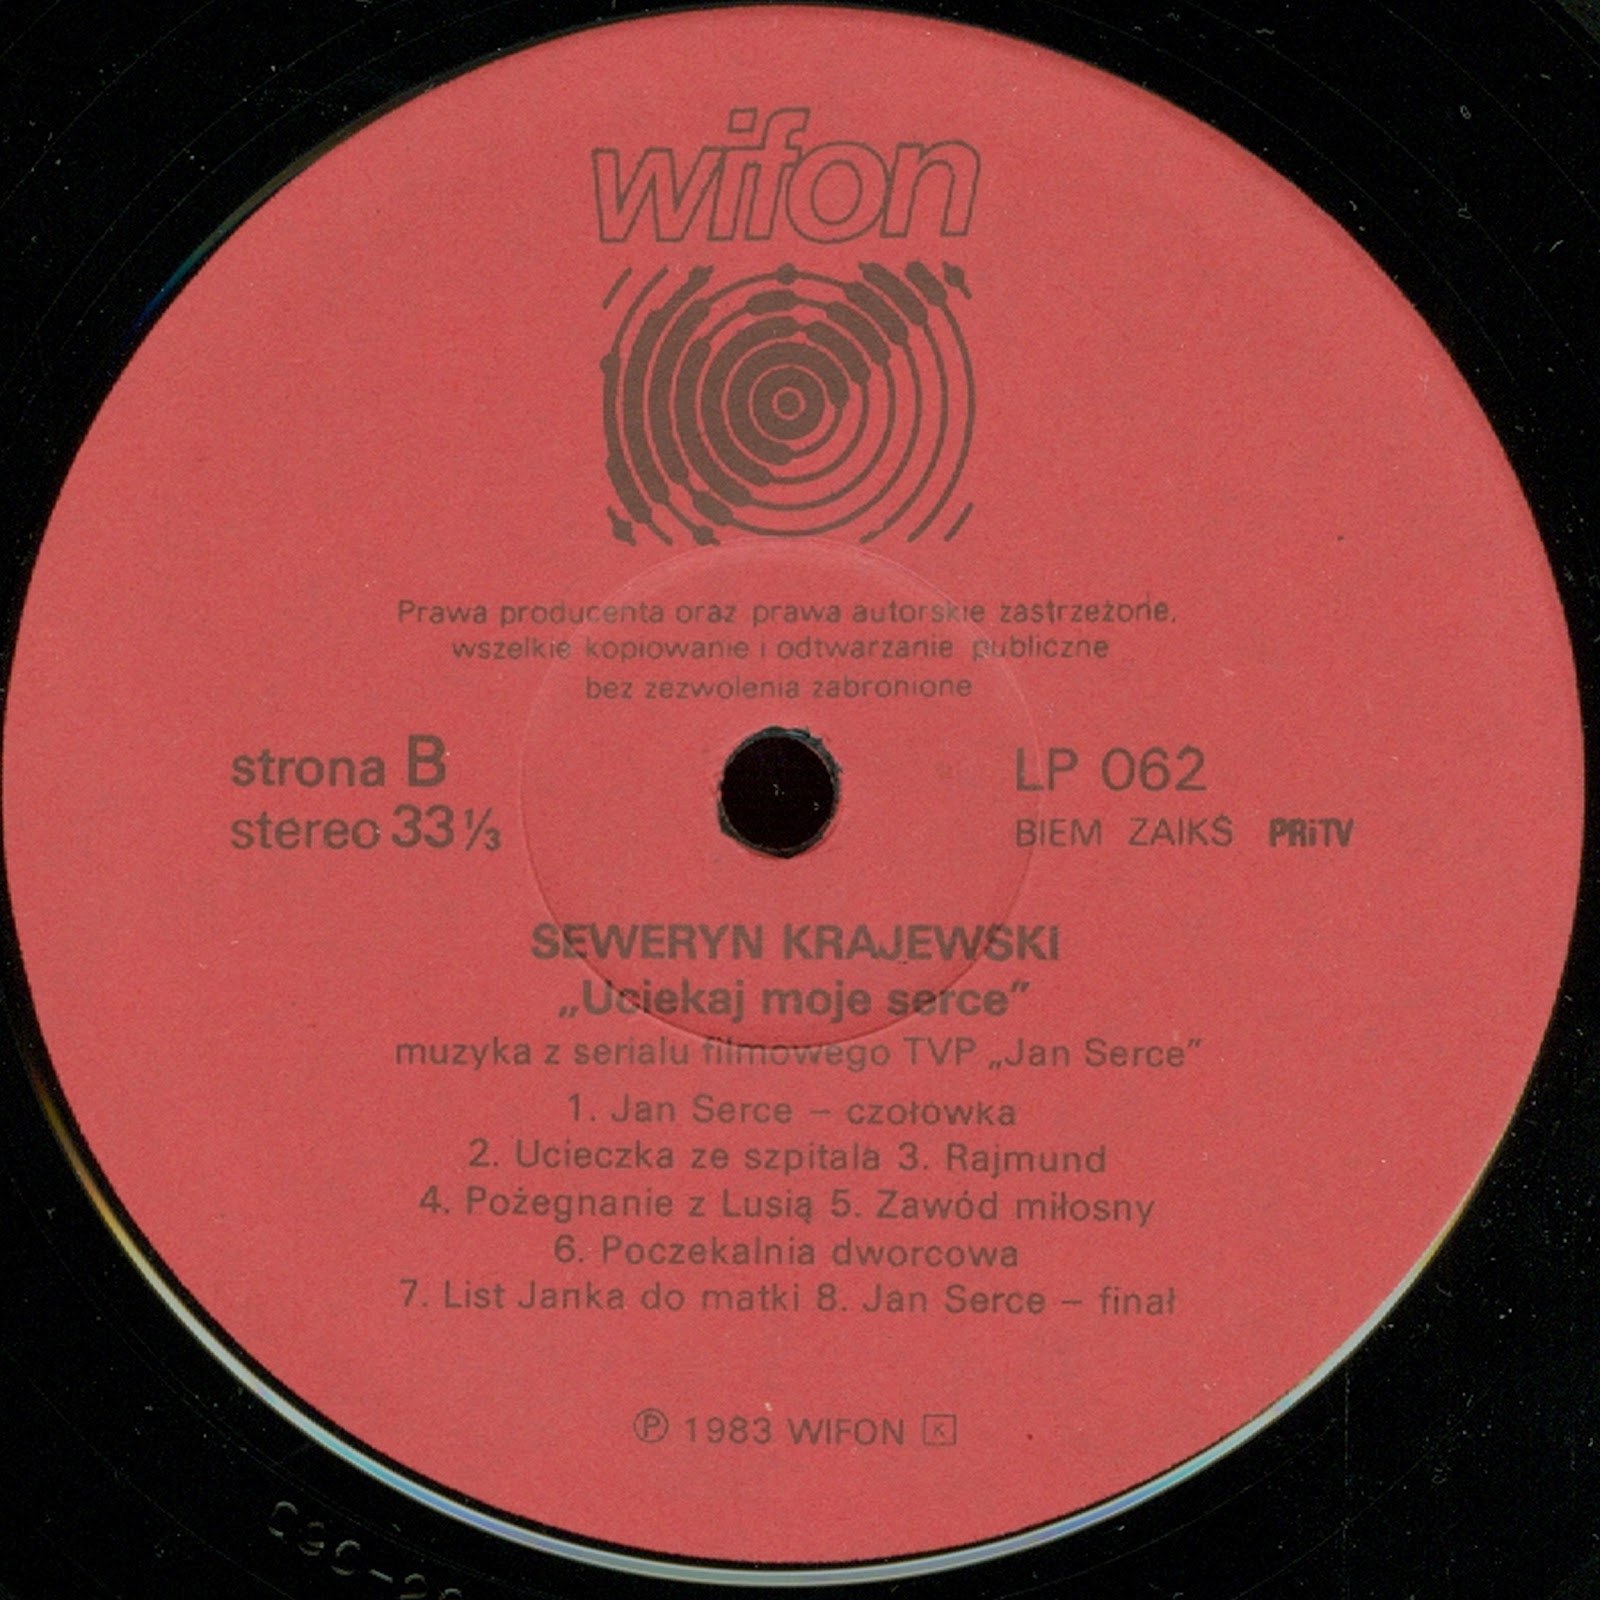 wifon
Prawa producenta oraz prawa autorskie zastrzeżone,
wszelkie kopiowanie i odtwarzanie publiczne
bez zezwolenia zabronione
strona B
stereo 33 1/3
LP 062
BIEM ZAIKS PRiTV
SEWERYN KRAJEWSKI
„Uciekaj moje serce”
muzyka z serialu filmowego TVP „Jan Serce”
1. Jan Serce – czołówka
2. Ucieczka ze szpitala 3. Rajmund
4. Pożegnanie z Lusią 5. Zawód miłosny
6. Poczekalnia dworcowa
7. List Janka do matki 8. Jan Serce – finał
Ⓟ 1983 WIFON K